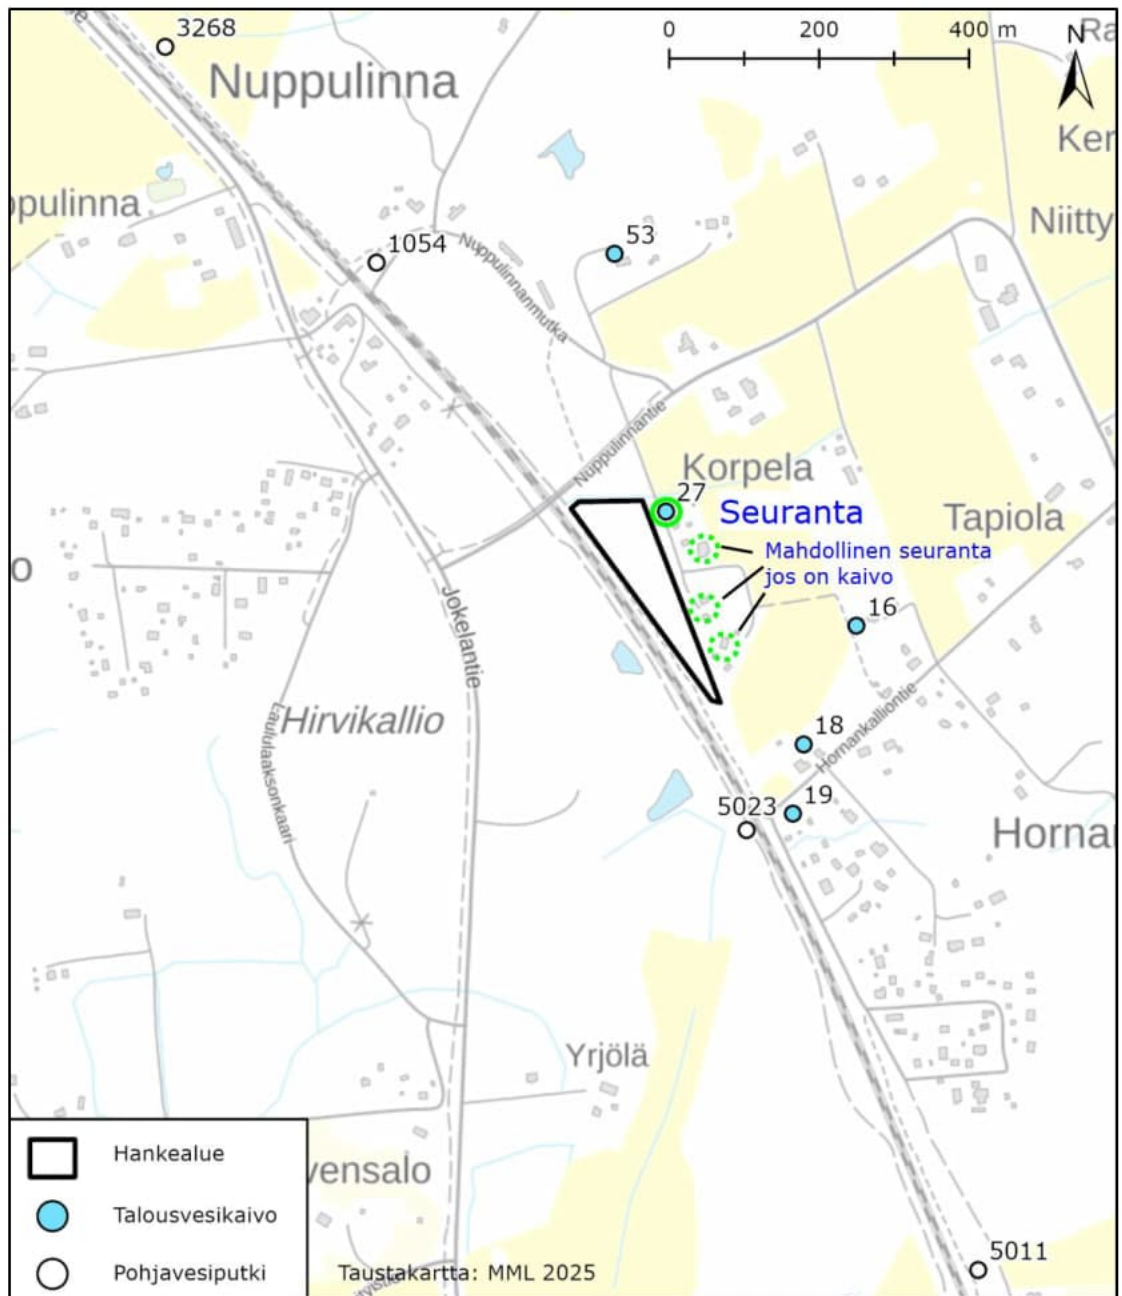 3268
0 200 400 m
N
Ra
Nuppulinna
Ker
ppulinna
Niitty
1054
53
Nuppulinnanmutka
Nuppulinnantie
Korpela
27
Seuranta
Tapiola
Mahdollinen seuranta
jos on kaivo
o
16
Jokelantie
Hirvikallio
Laululaaksonkaari
18
Hornankalliontie
19
5023
Horna
Yrjölä
Hankealue
vensalo
Talousvesikaivo
5011
Pohjavesiputki
Taustakartta: MML 2025